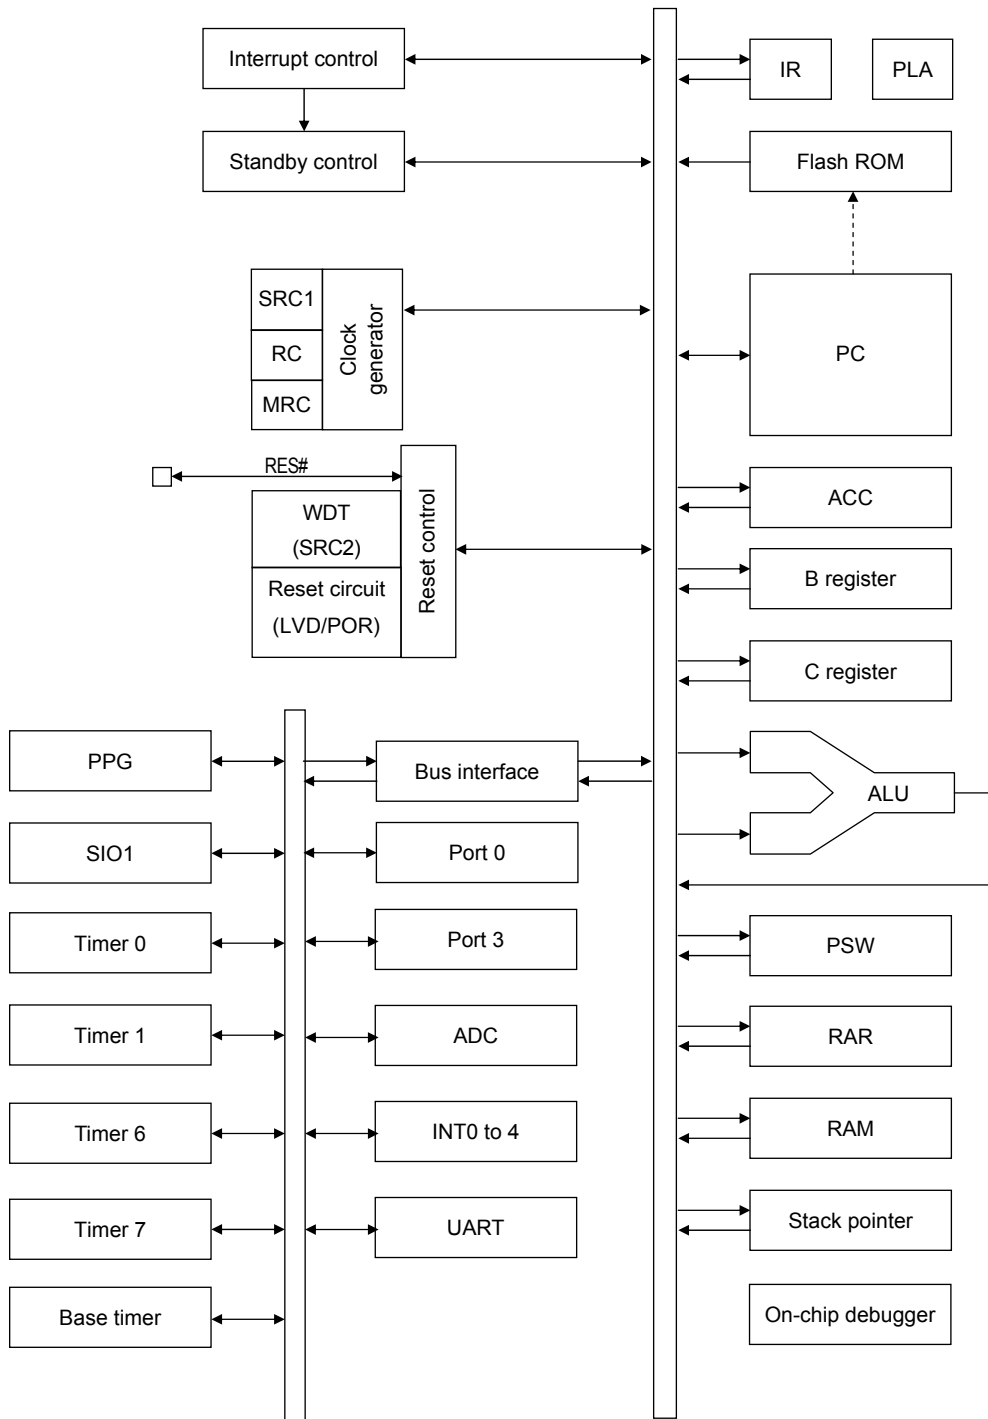 Interrupt control
IR
PLA
Standby control
Flash ROM
SRC1
RC
MRC
Clock
generator
PC
RES#
WDT
(SRC2)
Reset circuit
(LVD/POR)
Reset control
ACC
B register
C register
PPG
Bus interface
ALU
SIO1
Port 0
Timer 0
Port 3
PSW
Timer 1
ADC
RAR
Timer 6
INT0 to 4
RAM
Timer 7
UART
Stack pointer
Base timer
On-chip debugger